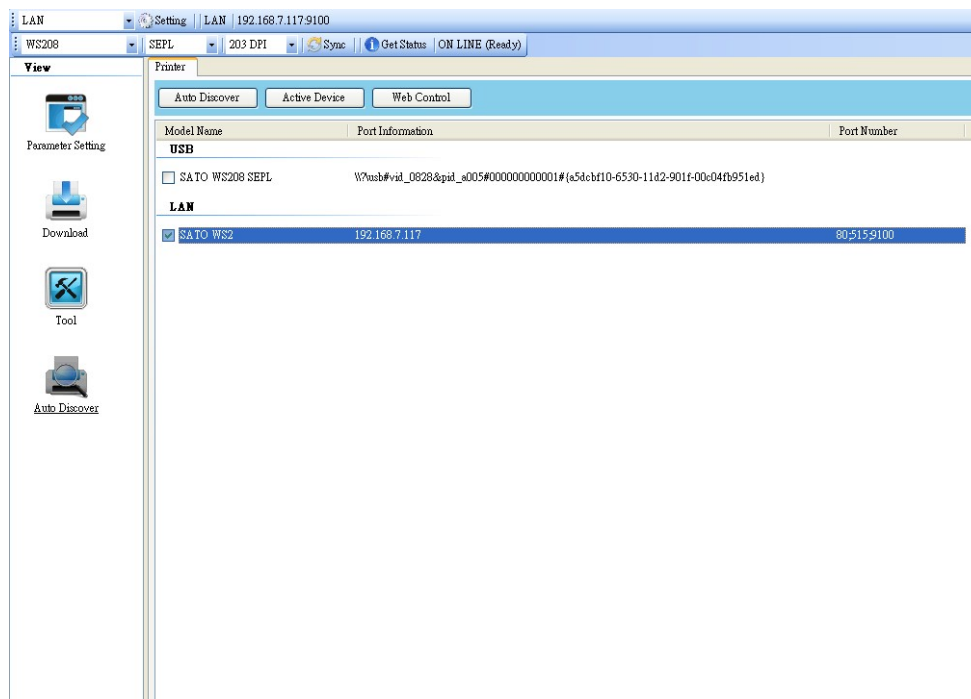 LAN Setting LAN 192.168.7.117:9100
WS208 SEPL 203 DPI Sync Get Status ON LINE (Ready)
View
Printer
Auto Discover Active Device Web Control
Parameter Setting
Model Name Port Information Port Number
USB
SATO WS208 SEPL \\?\usb#vid_0828&pid_a005#000000000001#{a5dcbf10-6530-11d2-901f-00c04fb951ed}
LAN
Download
SATO WS2 192.168.7.117 80;515;9100
Tool
Auto Discover